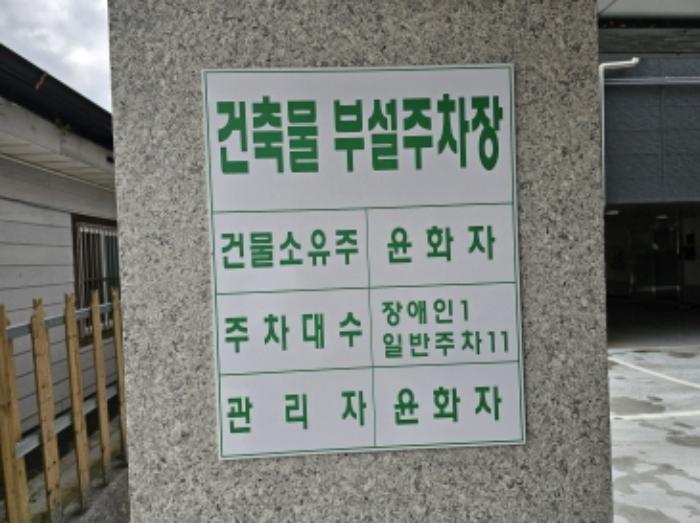 건축물 부설주차장
건물소유주 윤화자
주차대수 장애인1
일반주차11
관리자 윤화자